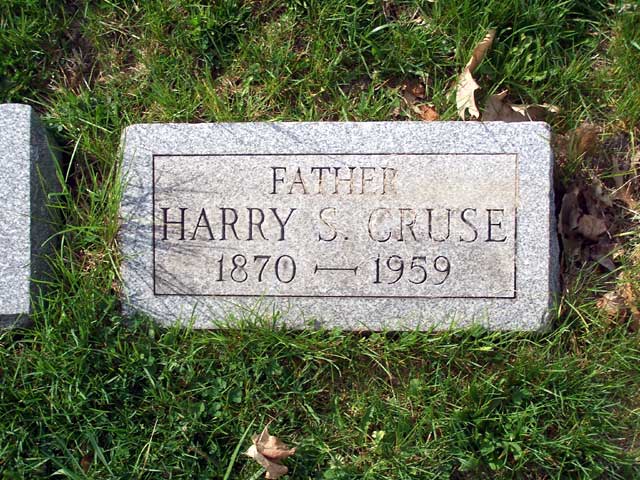 FATHER
HARRY S. CRUSE
1870 — 1959